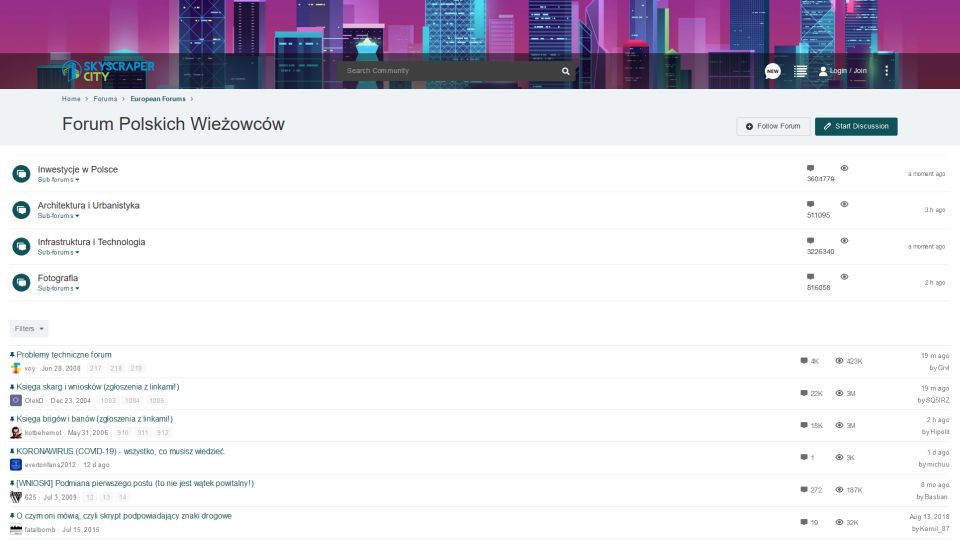 SKYSCRAPER
CITY
Search Community
NEW
Login / Join
Home > Forums > European Forums >
Forum Polskich Wieżowców
Follow Forum
Start Discussion
Inwestycje w Polsce
Sub-forums
3604779
a moment ago
Architektura i Urbanistyka
Sub-forums
511095
3 h ago
Infrastruktura i Technologia
Sub-forums
3226340
a moment ago
Fotografia
Sub-forums
816058
2 h ago
Filters
Problemy techniczne forum
voy · Jun 28, 2008 217 218 219
4K 423K
19 m ago
by Grvl
Księga skarg i wniosków (zgłoszenia z linkami!)
O OlekD · Dec 23, 2004 1083 1084 1085
22K 3M
19 m ago
by SQ5IRZ
Księga brigów i banów (zgłoszenia z linkami!)
kotbehemot · May 31, 2006 910 911 912
18K 3M
2 h ago
by Hipolit
KORONAWIRUS (COVID-19) - wszystko, co musisz wiedzieć.
evertonfans2012 · 12 d ago
1 3K
1 d ago
by michuu
[WNIOSKI] Podmiana pierwszego postu (to nie jest wątek powitalny!)
625 · Jul 3, 2009 12 13 14
272 187K
8 mo ago
by Bastian.
O czym oni mówią, czyli skrypt podpowiadający znaki drogowe
fatalbomb · Jul 15, 2015
19 32K
Aug 13, 2018
by Kamil_87